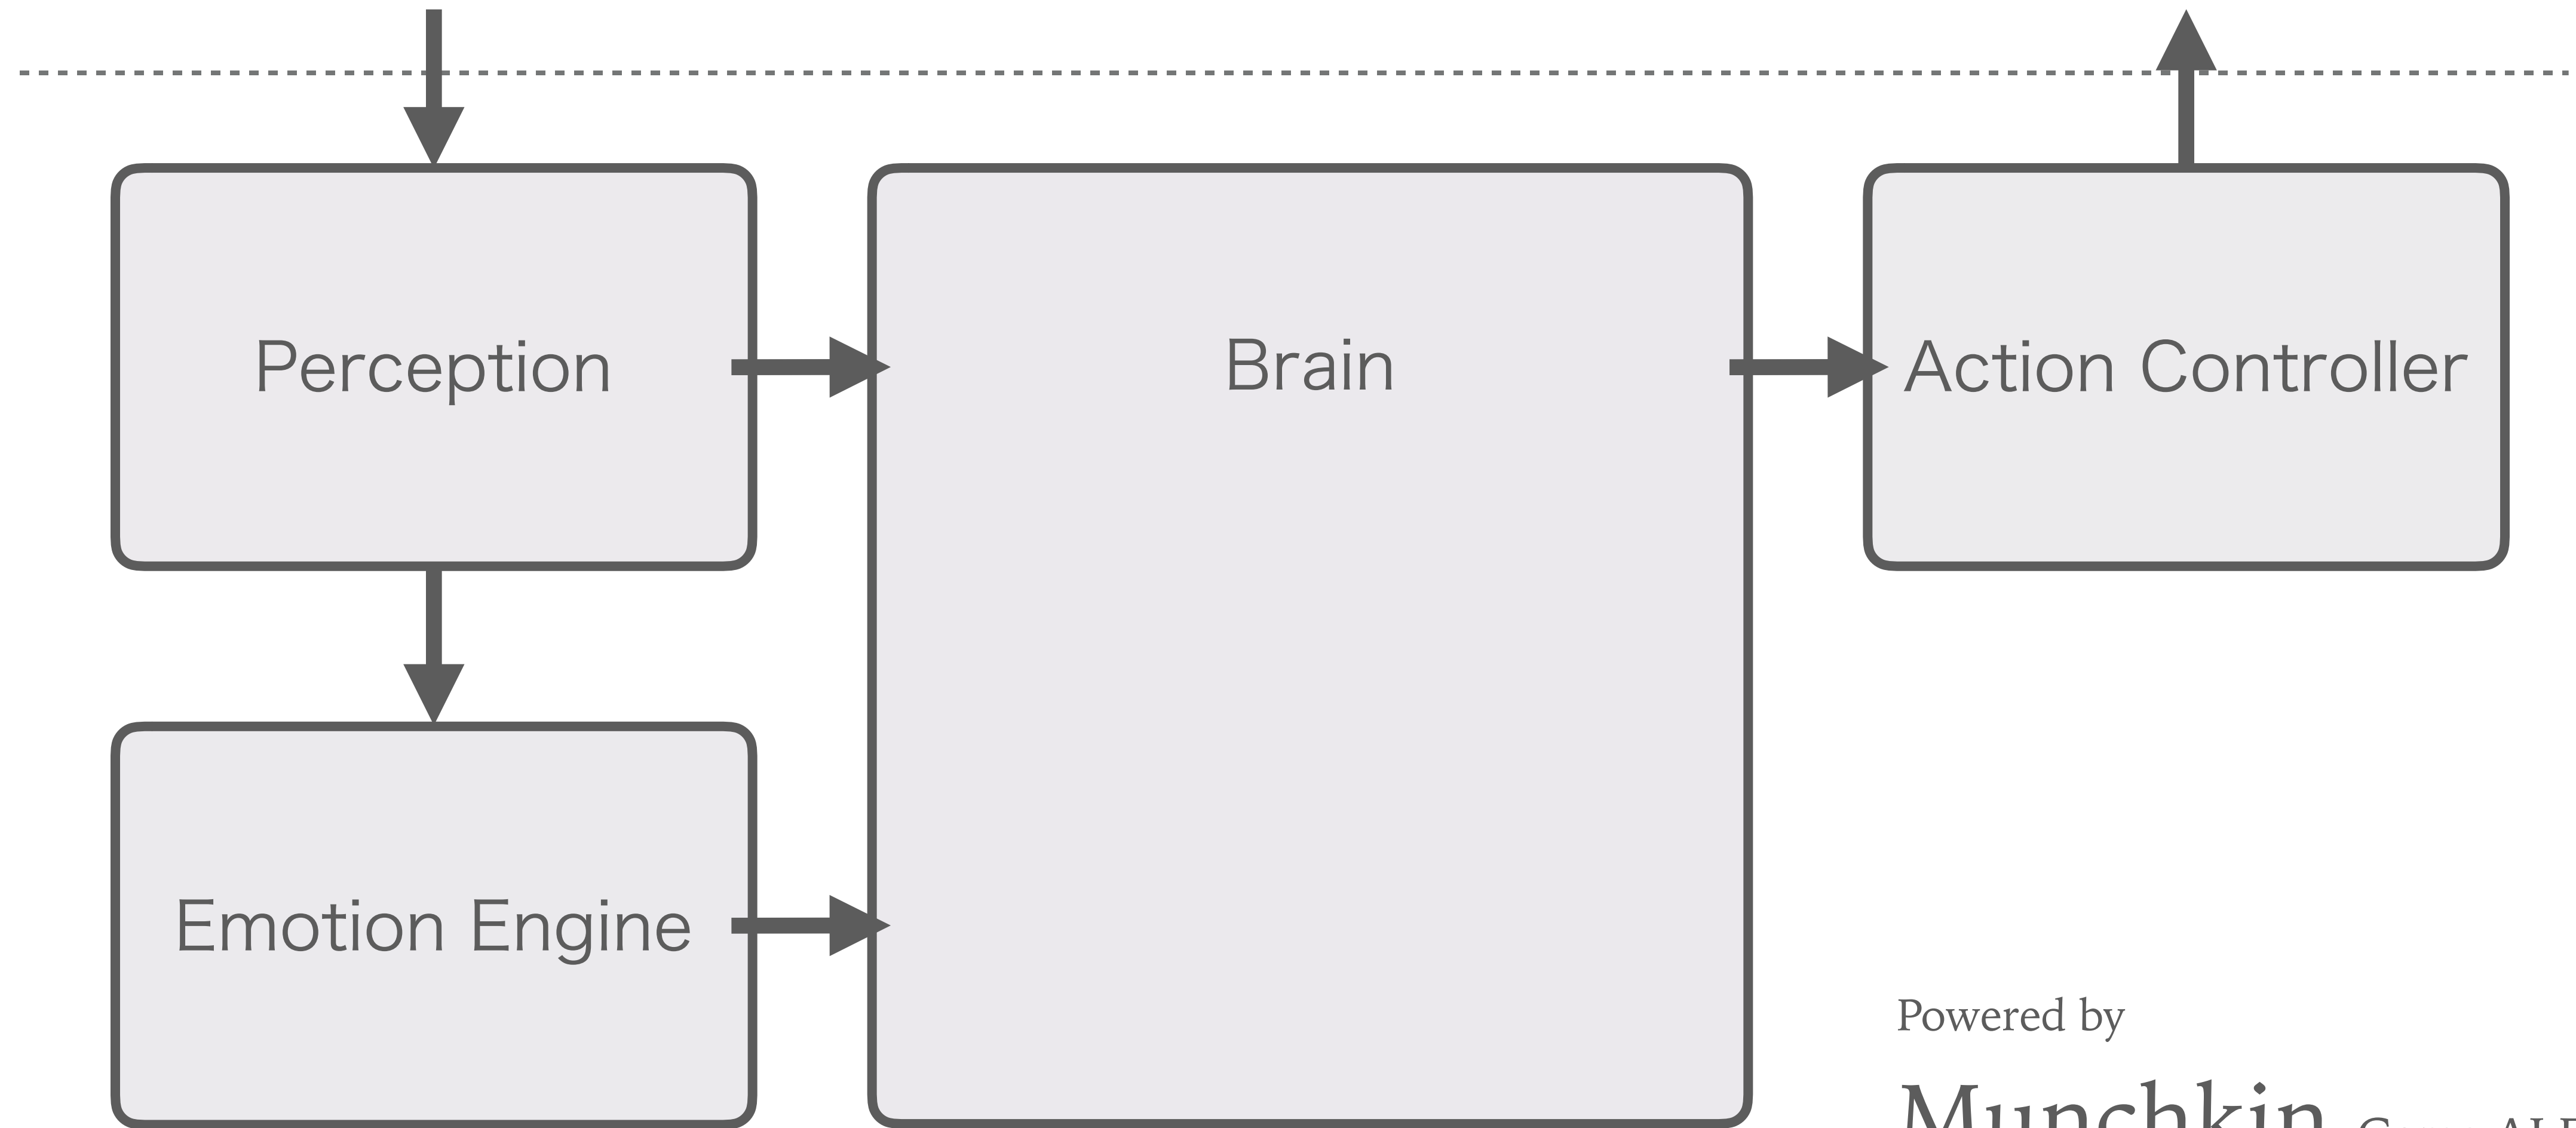 Perception
Brain
Action Controller
Emotion Engine
Powered by
Munchkin